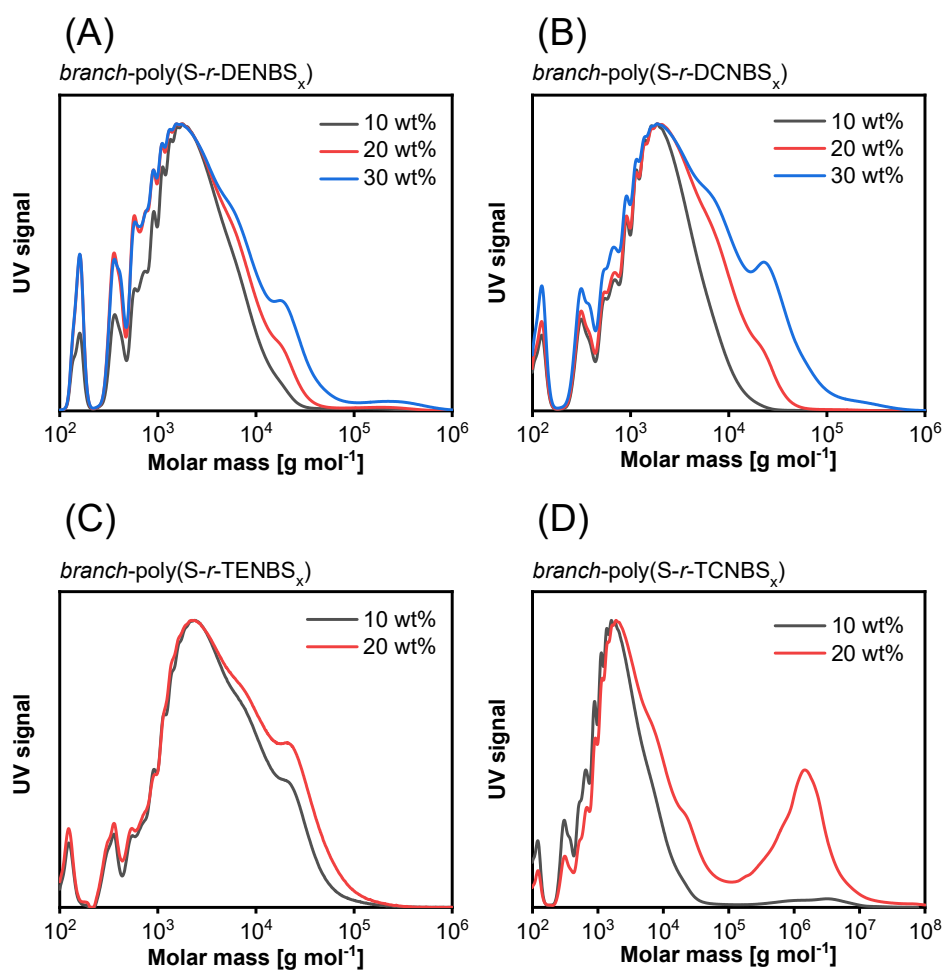 (A)
branch-poly(S-r-DENBSₓ)
10 wt%
20 wt%
30 wt%
UV signal
10² 10³ 10⁴ 10⁵ 10⁶
Molar mass [g mol⁻¹]
(B)
branch-poly(S-r-DCNBSₓ)
10 wt%
20 wt%
30 wt%
UV signal
10² 10³ 10⁴ 10⁵ 10⁶
Molar mass [g mol⁻¹]
(C)
branch-poly(S-r-TENBSₓ)
10 wt%
20 wt%
UV signal
10² 10³ 10⁴ 10⁵ 10⁶
Molar mass [g mol⁻¹]
(D)
branch-poly(S-r-TCNBSₓ)
10 wt%
20 wt%
UV signal
10² 10³ 10⁴ 10⁵ 10⁶ 10⁷ 10⁸
Molar mass [g mol⁻¹]